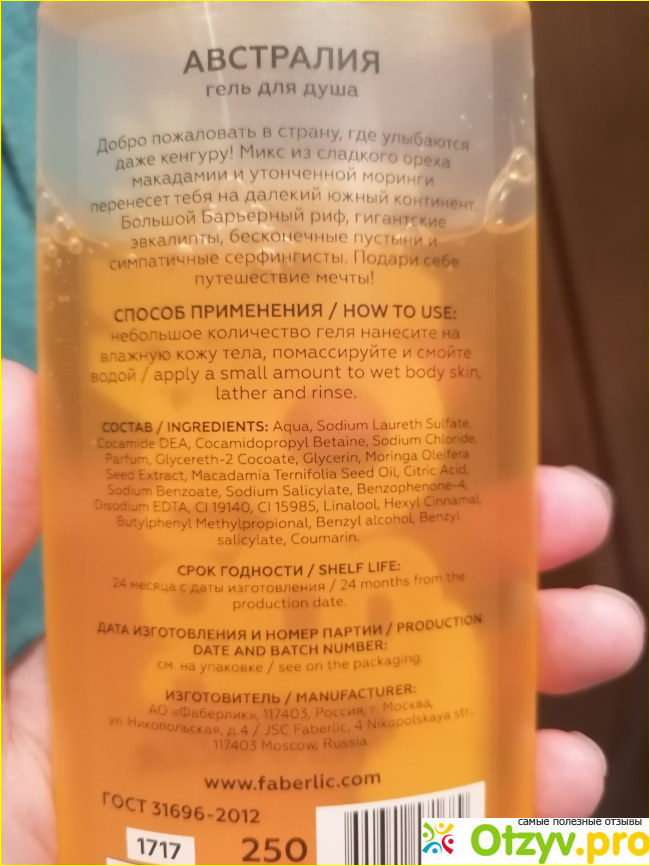 АВСТРАЛИЯ
гель для душа
Добро пожаловать в страну, где улыбаются
даже кенгуру! Микс из сладкого ореха
макадамии и утонченной моринги
перенесет тебя на далекий южный континент.
Большой Барьерный риф, гигантские
эвкалипты, бесконечные пустыни и
симпатичные серфингисты. Подари себе
путешествие мечты!
СПОСОБ ПРИМЕНЕНИЯ / HOW TO USE:
небольшое количество геля нанесите на
влажную кожу тела, помассируйте и смойте
водой / apply a small amount to wet body skin,
lather and rinse.
СОСТАВ / INGREDIENTS: Aqua, Sodium Laureth Sulfate,
Cocamide DEA, Cocamidopropyl Betaine, Sodium Chloride,
Parfum, Glycereth-2 Cocoate, Glycerin, Moringa Oleifera
Seed Extract, Macadamia Ternifolia Seed Oil, Citric Acid,
Sodium Benzoate, Sodium Salicylate, Benzophenone-4,
Disodium EDTA, CI 19140, CI 15985, Linalool, Hexyl Cinnamal,
Butylphenyl Methylpropional, Benzyl alcohol, Benzyl
salicylate, Coumarin.
СРОК ГОДНОСТИ / SHELF LIFE:
24 месяца с даты изготовления / 24 months from the
production date.
ДАТА ИЗГОТОВЛЕНИЯ И НОМЕР ПАРТИИ / PRODUCTION
DATE AND BATCH NUMBER:
см. на упаковке / see on the packaging.
ИЗГОТОВИТЕЛЬ / MANUFACTURER:
АО «Фаберлик», 117403, Россия, г. Москва,
ул. Никопольская, д.4 / JSC Faberlic, 4 Nikopolskaya str.,
117403 Moscow, Russia.
www.faberlic.com
ГОСТ 31696-2012
1717
250
самые полезные отзывы
Otzyv.pro